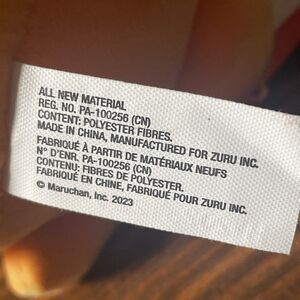 ALL NEW MATERIAL
REG. NO. PA-100256 (CN)
CONTENT: POLYESTER FIBRES.
MADE IN CHINA, MANUFACTURED FOR ZURU INC.
FABRIQUÉ À PARTIR DE MATÉRIAUX NEUFS
N° D'ENR. PA-100256 (CN)
CONTENU: FIBRES DE POLYESTER.
FABRIQUÉ EN CHINE, FABRIQUÉ POUR ZURU INC.
© Maruchan, Inc. 2023